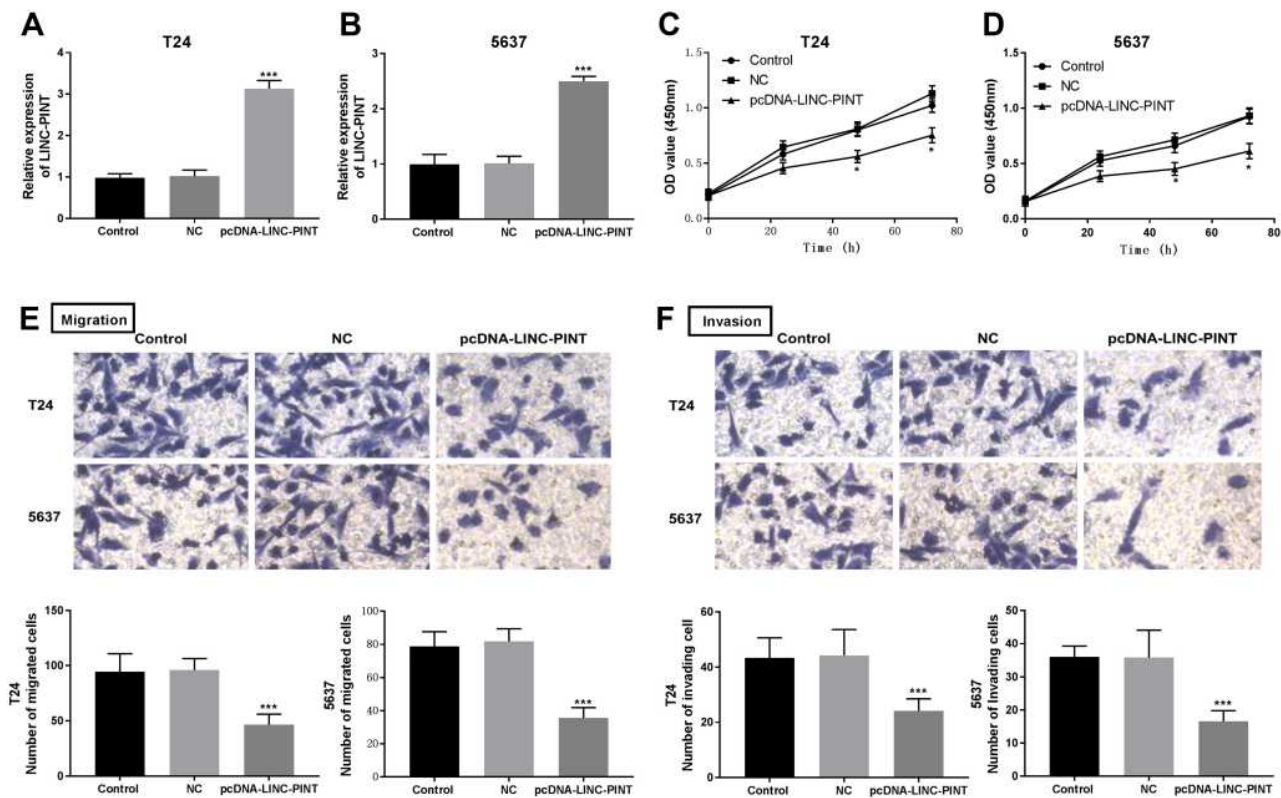 A
T24
Relative expression
of LINC-PINT
4
3
2
1
0
***
Control
NC
pcDNA-LINC-PINT
B
5637
Relative expression
of LINC-PINT
3
2
1
0
***
Control
NC
pcDNA-LINC-PINT
C
T24
Control
NC
pcDNA-LINC-PINT
OD value (450nm)
1.5
1.0
0.5
0.0
*
*
0
20
40
60
80
Time (h)
D
5637
Control
NC
pcDNA-LINC-PINT
OD value (450nm)
1.5
1.0
0.5
0.0
*
*
0
20
40
60
80
Time (h)
E
Migration
Control
NC
pcDNA-LINC-PINT
T24
5637
T24
Number of migrated cells
150
100
50
0
***
Control
NC
pcDNA-LINC-PINT
5637
Number of migrated cells
100
80
60
40
20
0
***
Control
NC
pcDNA-LINC-PINT
F
Invasion
Control
NC
pcDNA-LINC-PINT
T24
5637
T24
Number of invading cell
60
40
20
0
***
Control
NC
pcDNA-LINC-PINT
5637
Number of Invading cells
50
40
30
20
10
0
***
Control
NC
pcDNA-LINC-PINT